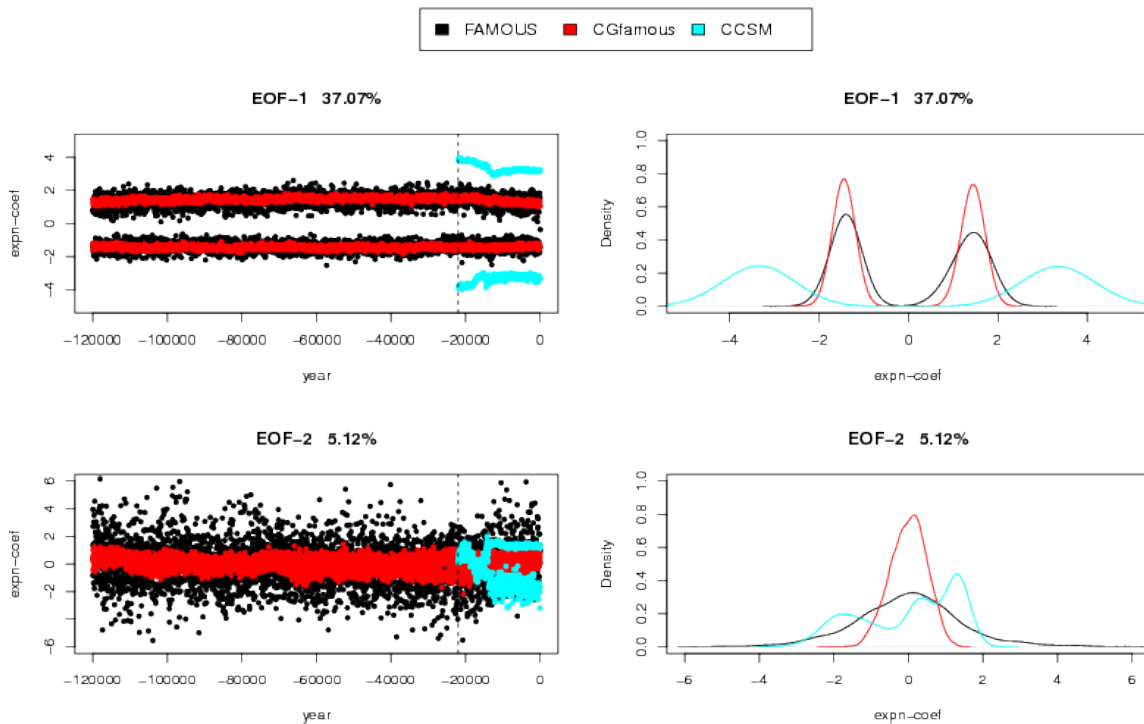 FAMOUS CGfamous CCSM
EOF-1 37.07%
expn-coef
4
2
0
-2
-4
-120000 -100000 -80000 -60000 -40000 -20000 0
year
EOF-1 37.07%
Density
1.0
0.8
0.6
0.4
0.2
0.0
-4 -2 0 2 4
expn-coef
EOF-2 5.12%
expn-coef
6
4
2
0
-2
-6
-120000 -100000 -80000 -60000 -40000 -20000 0
year
EOF-2 5.12%
Density
1.0
0.8
0.6
0.4
0.2
0.0
-6 -4 -2 0 2 4 6
expn-coef